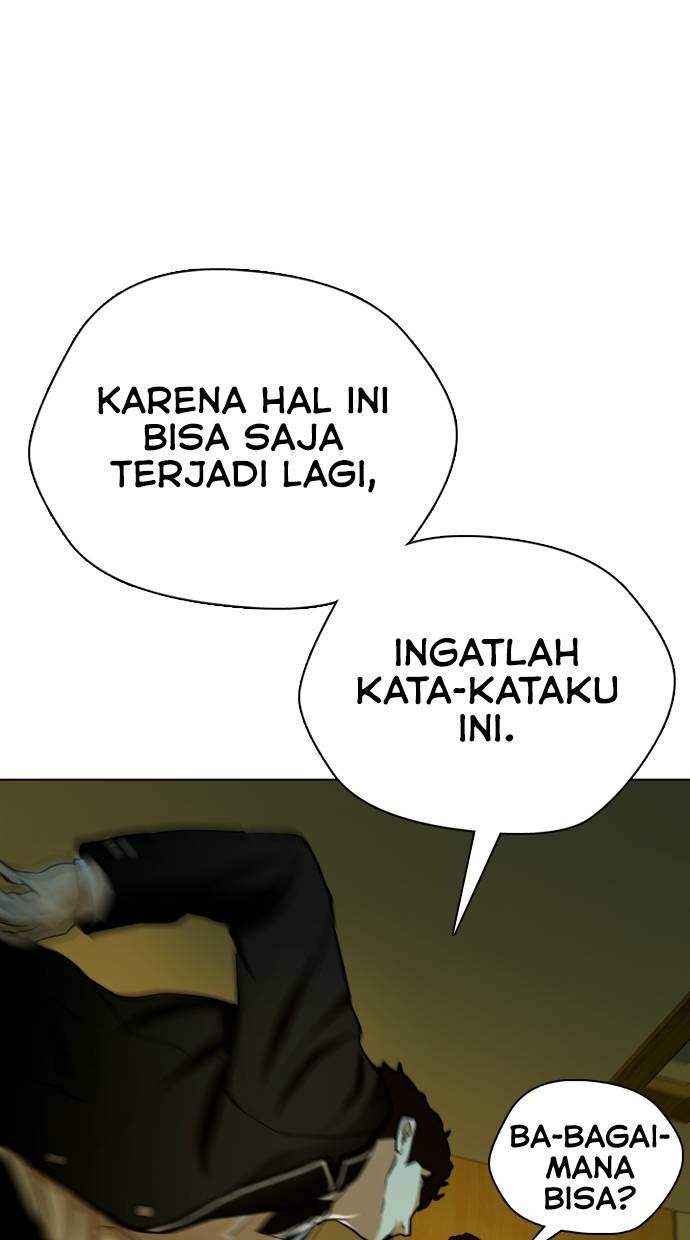 KARENA HAL INI
BISA SAJA
TERJADI LAGI,
INGATLAH
KATA-KATAKU
INI.
BA-BAGAI-
MANA
BISA?